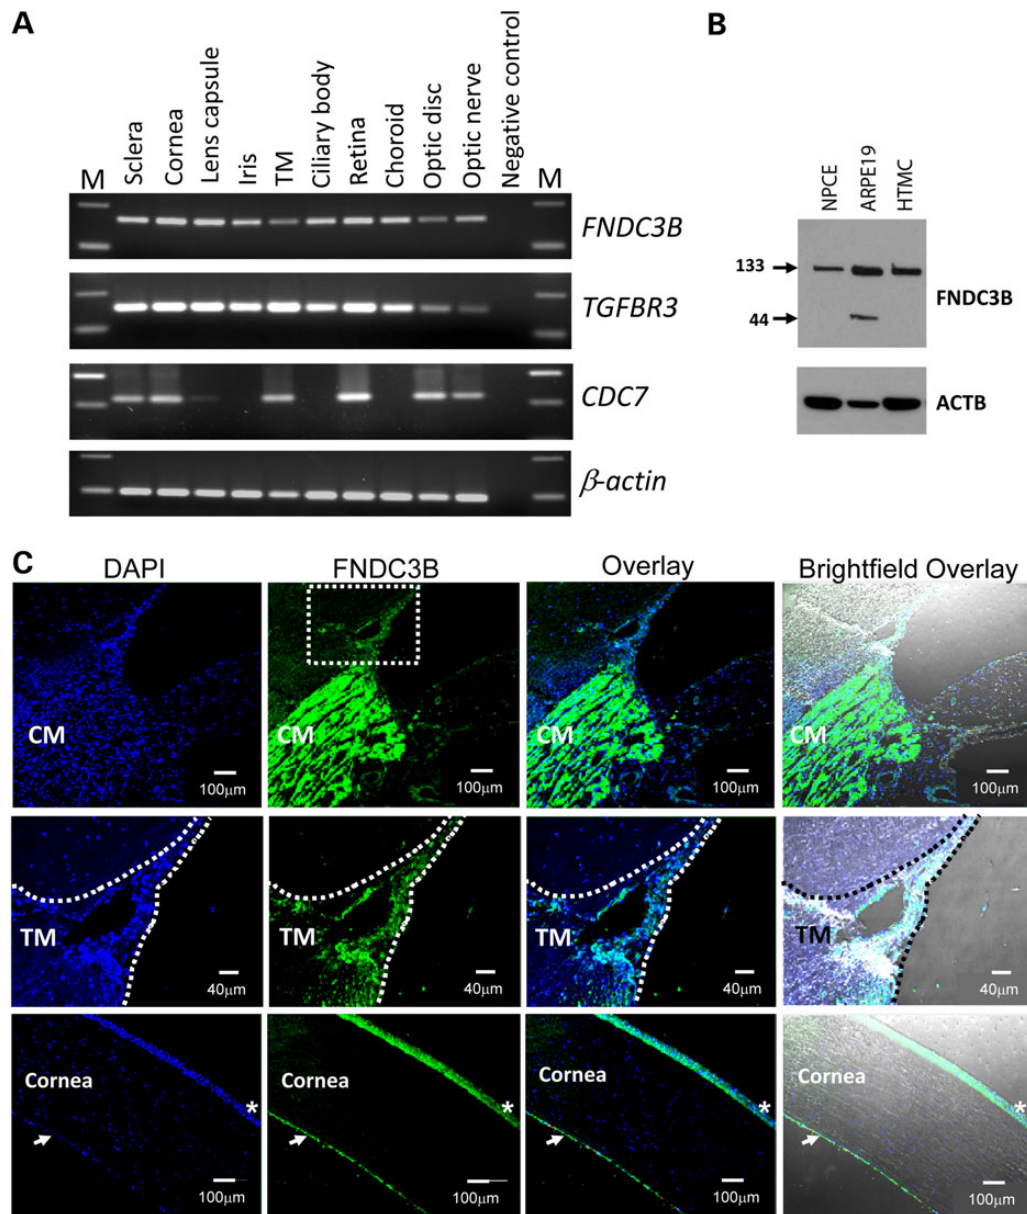 A
M
Sclera
Cornea
Lens capsule
Iris
TM
Ciliary body
Retina
Choroid
Optic disc
Optic nerve
Negative control
M
FNDC3B
TGFBR3
CDC7
β-actin
B
NPCE
ARPE19
HTMC
133
44
FNDC3B
ACTB
C
DAPI
FNDC3B
Overlay
Brightfield Overlay
CM
100μm
CM
100μm
CM
100μm
CM
100μm
TM
40μm
TM
40μm
TM
40μm
TM
40μm
Cornea
*
100μm
Cornea
*
100μm
Cornea
*
100μm
Cornea
*
100μm